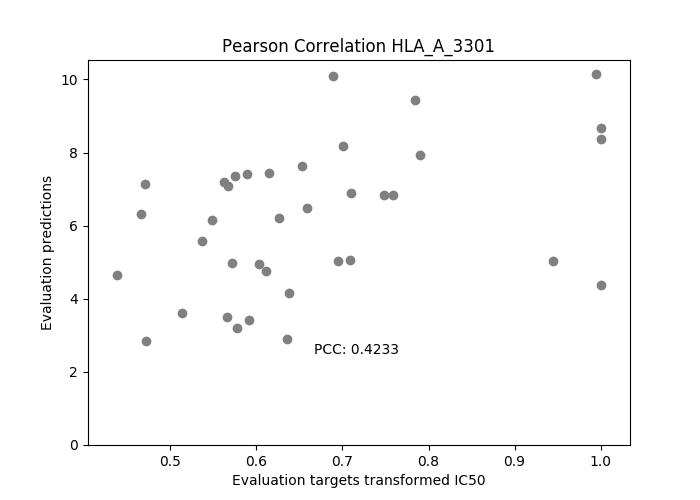 Pearson Correlation HLA_A_3301
10
8
6
4
2
0
Evaluation predictions
PCC: 0.4233
0.5 0.6 0.7 0.8 0.9 1.0
Evaluation targets transformed IC50